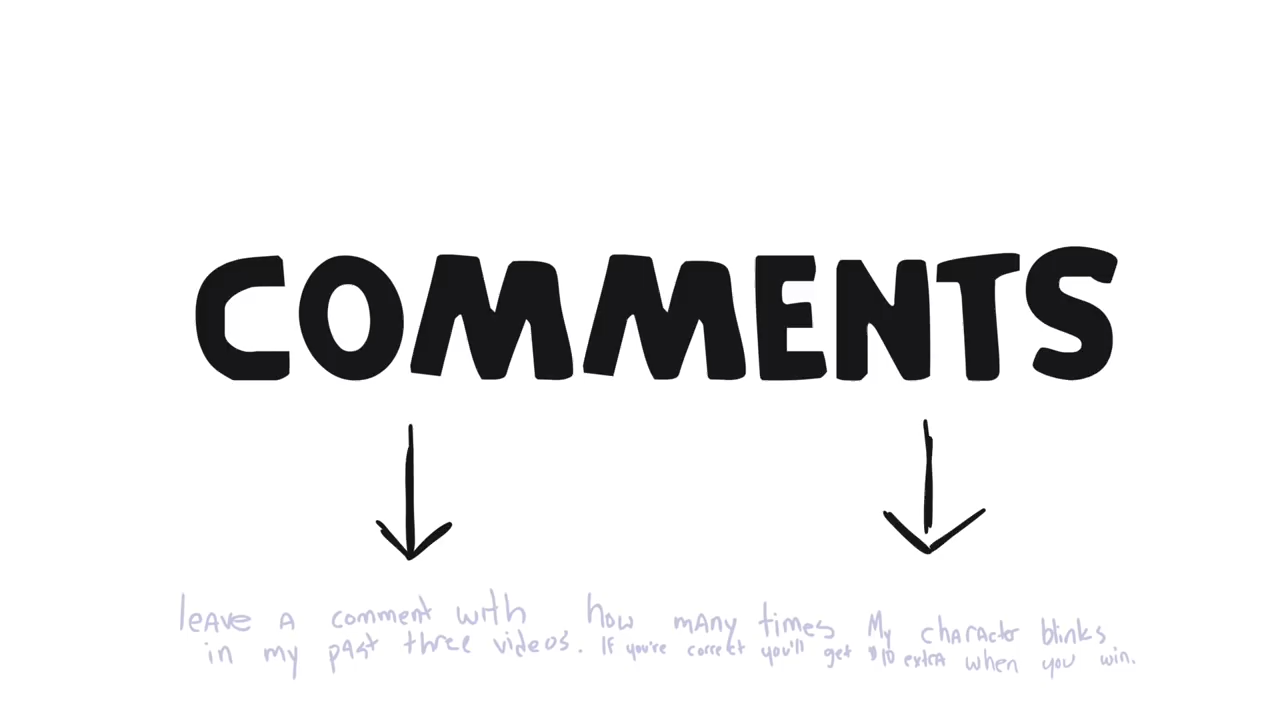 COMMENTS
leave a comment with how many times My character blinks
in my past three videos. If you're correct you'll get $10 extra when you win.